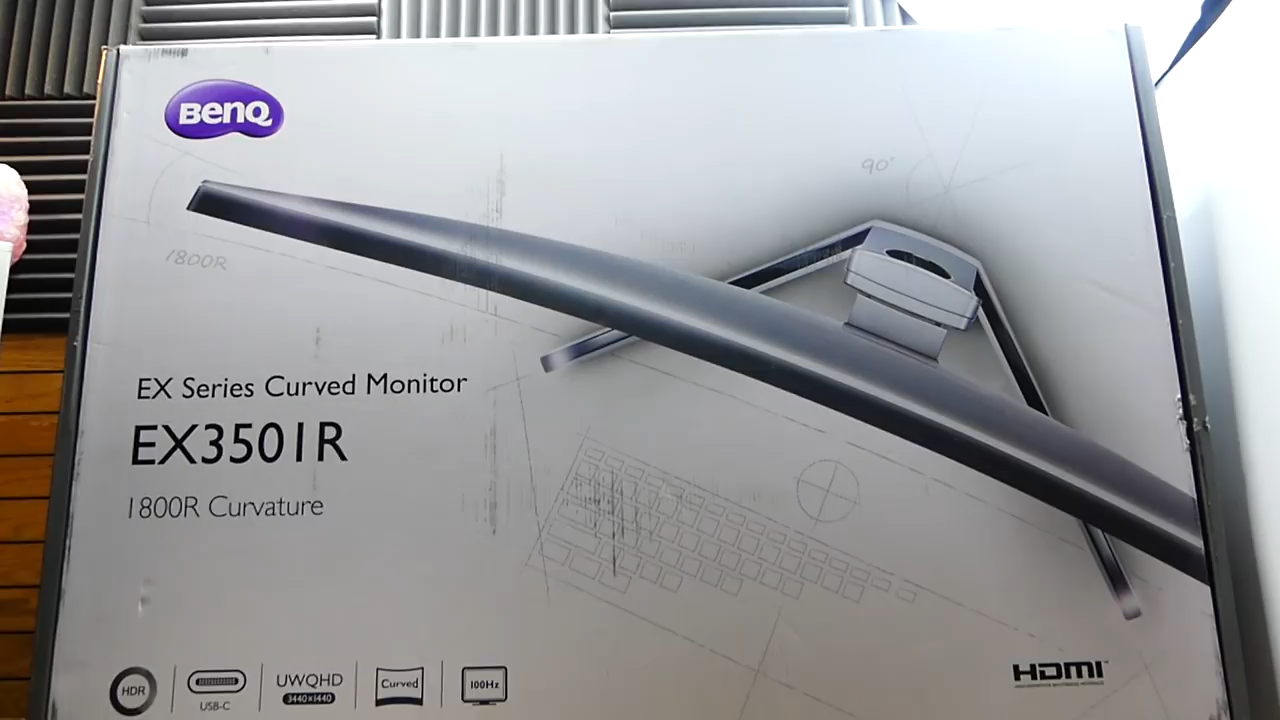 BenQ
90°
1800R
EX Series Curved Monitor
EX3501R
1800R Curvature
HDR
USB-C
UWQHD
3440x1440
Curved
100Hz
HDMI